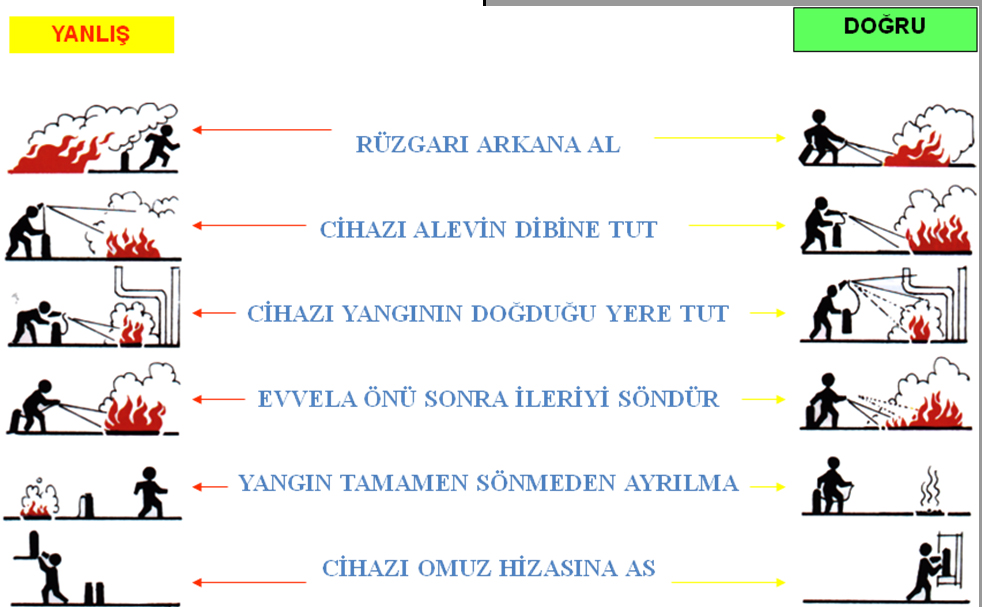 YANLIŞ
DOĞRU
RÜZGARI ARKANA AL
CİHAZI ALEVİN DİBİNE TUT
CİHAZI YANGININ DOĞDUĞU YERE TUT
EVVELA ÖNÜ SONRA İLERİYİ SÖNDÜR
YANGIN TAMAMEN SÖNMEDEN AYRILMA
CİHAZI OMUZ HİZASINA AS